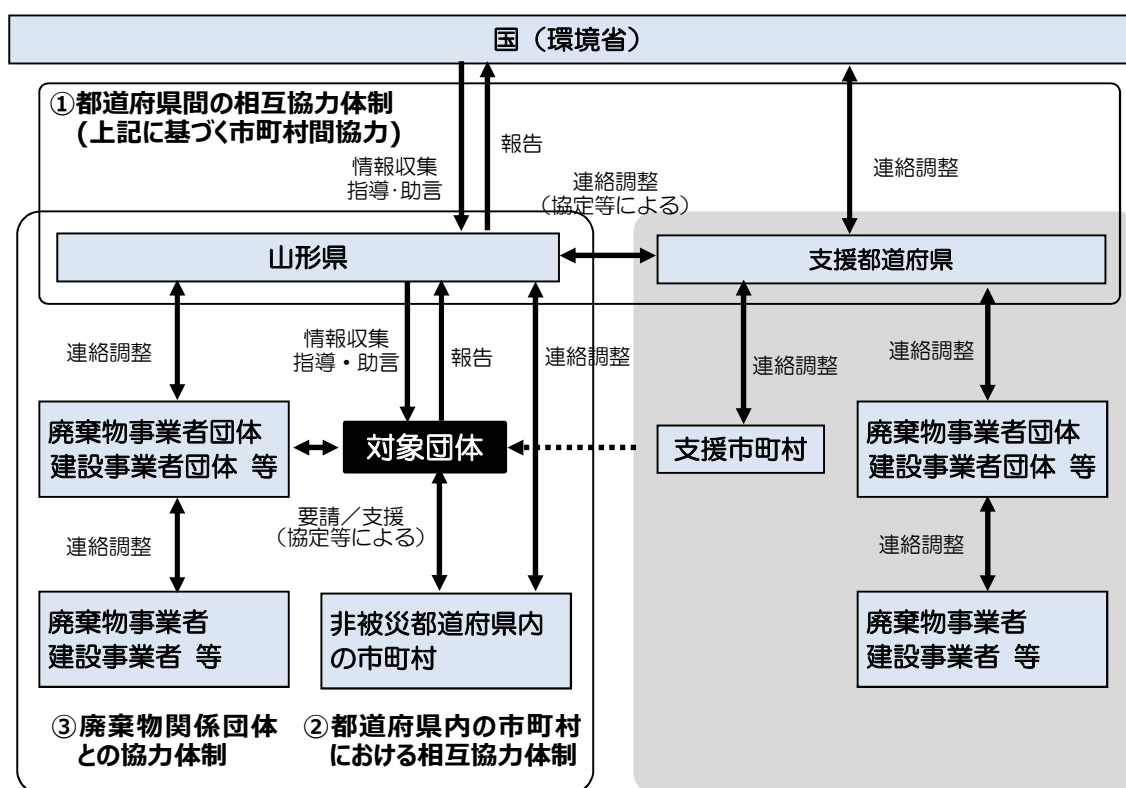 国（環境省）
①都道府県間の相互協力体制
(上記に基づく市町村間協力)
情報収集
指導･助言
報告
連絡調整
（協定等による）
連絡調整
山形県
支援都道府県
連絡調整
情報収集
指導・助言
報告
連絡調整
連絡調整
連絡調整
廃棄物事業者団体
建設事業者団体 等
対象団体
支援市町村
廃棄物事業者団体
建設事業者団体 等
連絡調整
要請／支援
（協定等による）
連絡調整
廃棄物事業者
建設事業者 等
非被災都道府県内
の市町村
廃棄物事業者
建設事業者 等
③廃棄物関係団体
との協力体制
②都道府県内の市町村
における相互協力体制